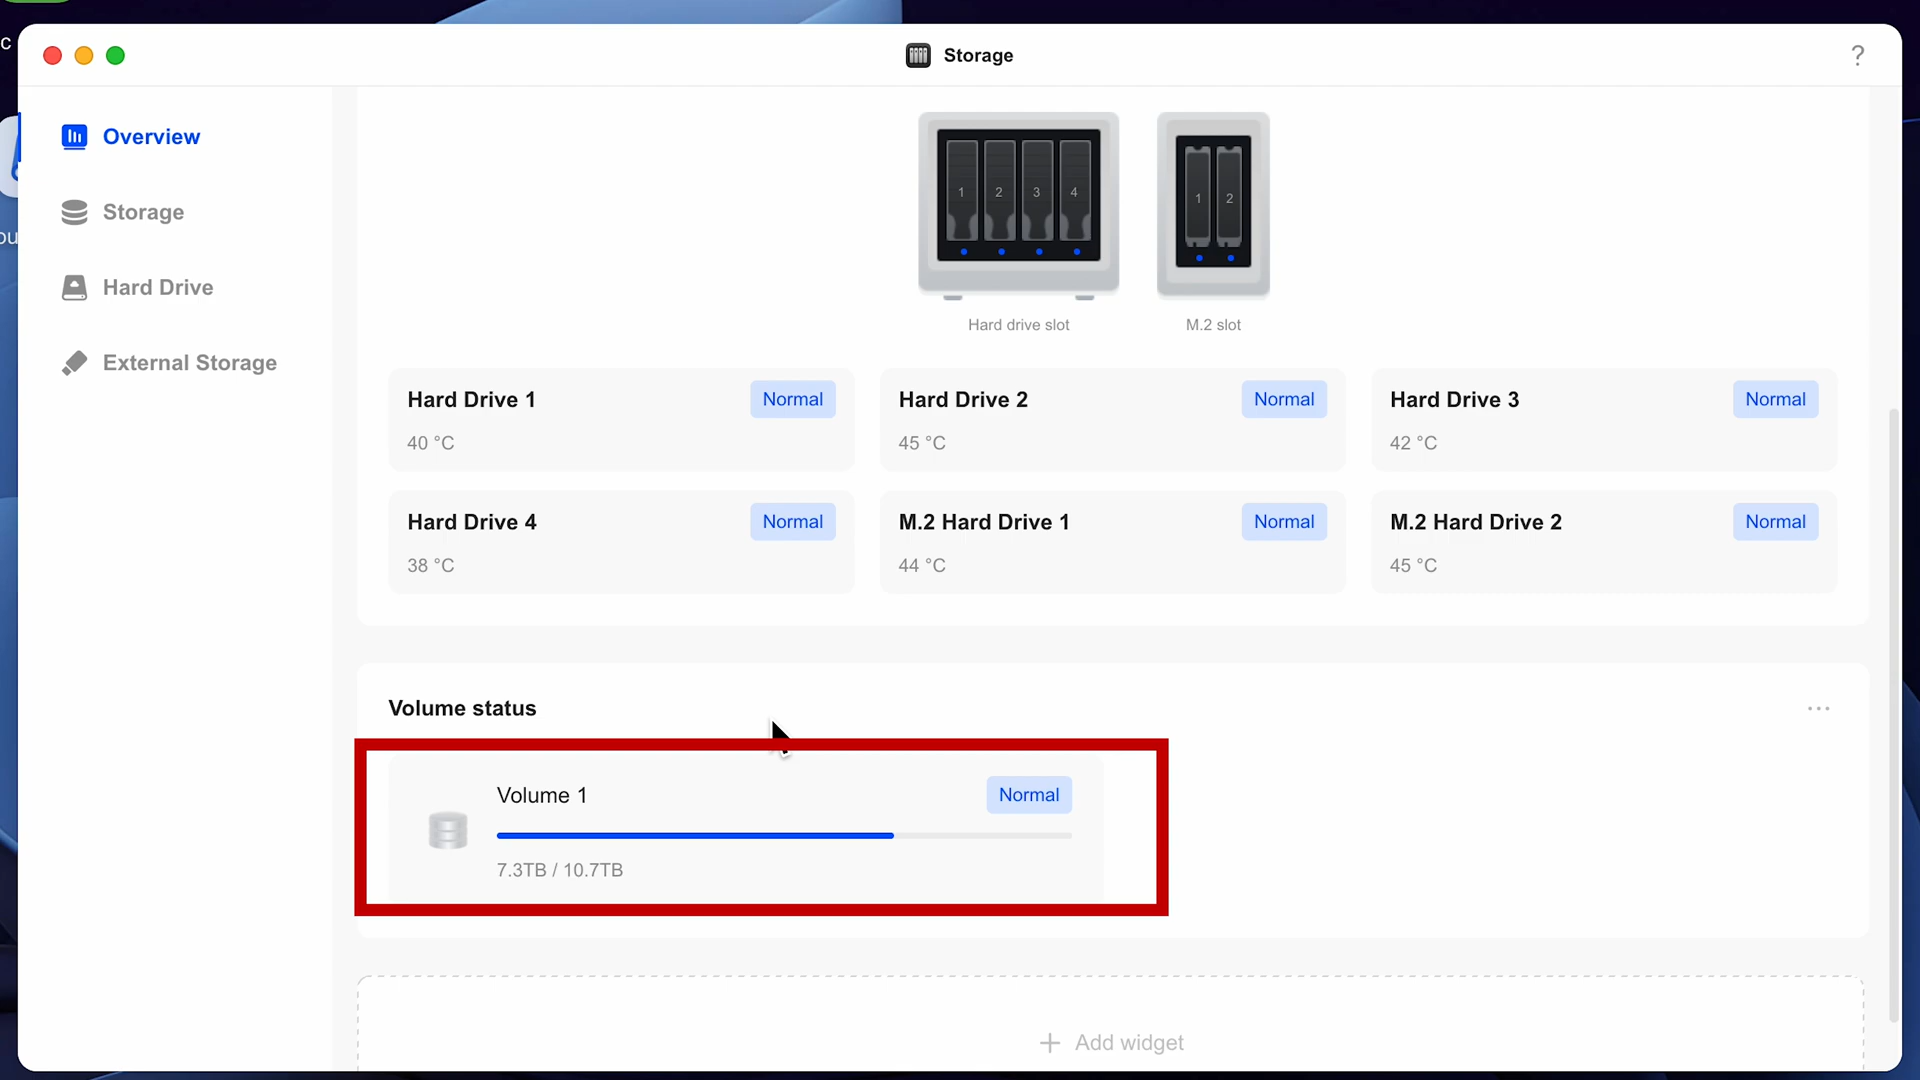 c
ou
Storage
?
Overview
Storage
Hard Drive
External Storage
1 2 3 4
1 2
Hard drive slot
M.2 slot
Hard Drive 1
Normal
40 °C
Hard Drive 2
Normal
45 °C
Hard Drive 3
Normal
42 °C
Hard Drive 4
Normal
38 °C
M.2 Hard Drive 1
Normal
44 °C
M.2 Hard Drive 2
Normal
45 °C
Volume status
Volume 1
Normal
7.3TB / 10.7TB
Add widget